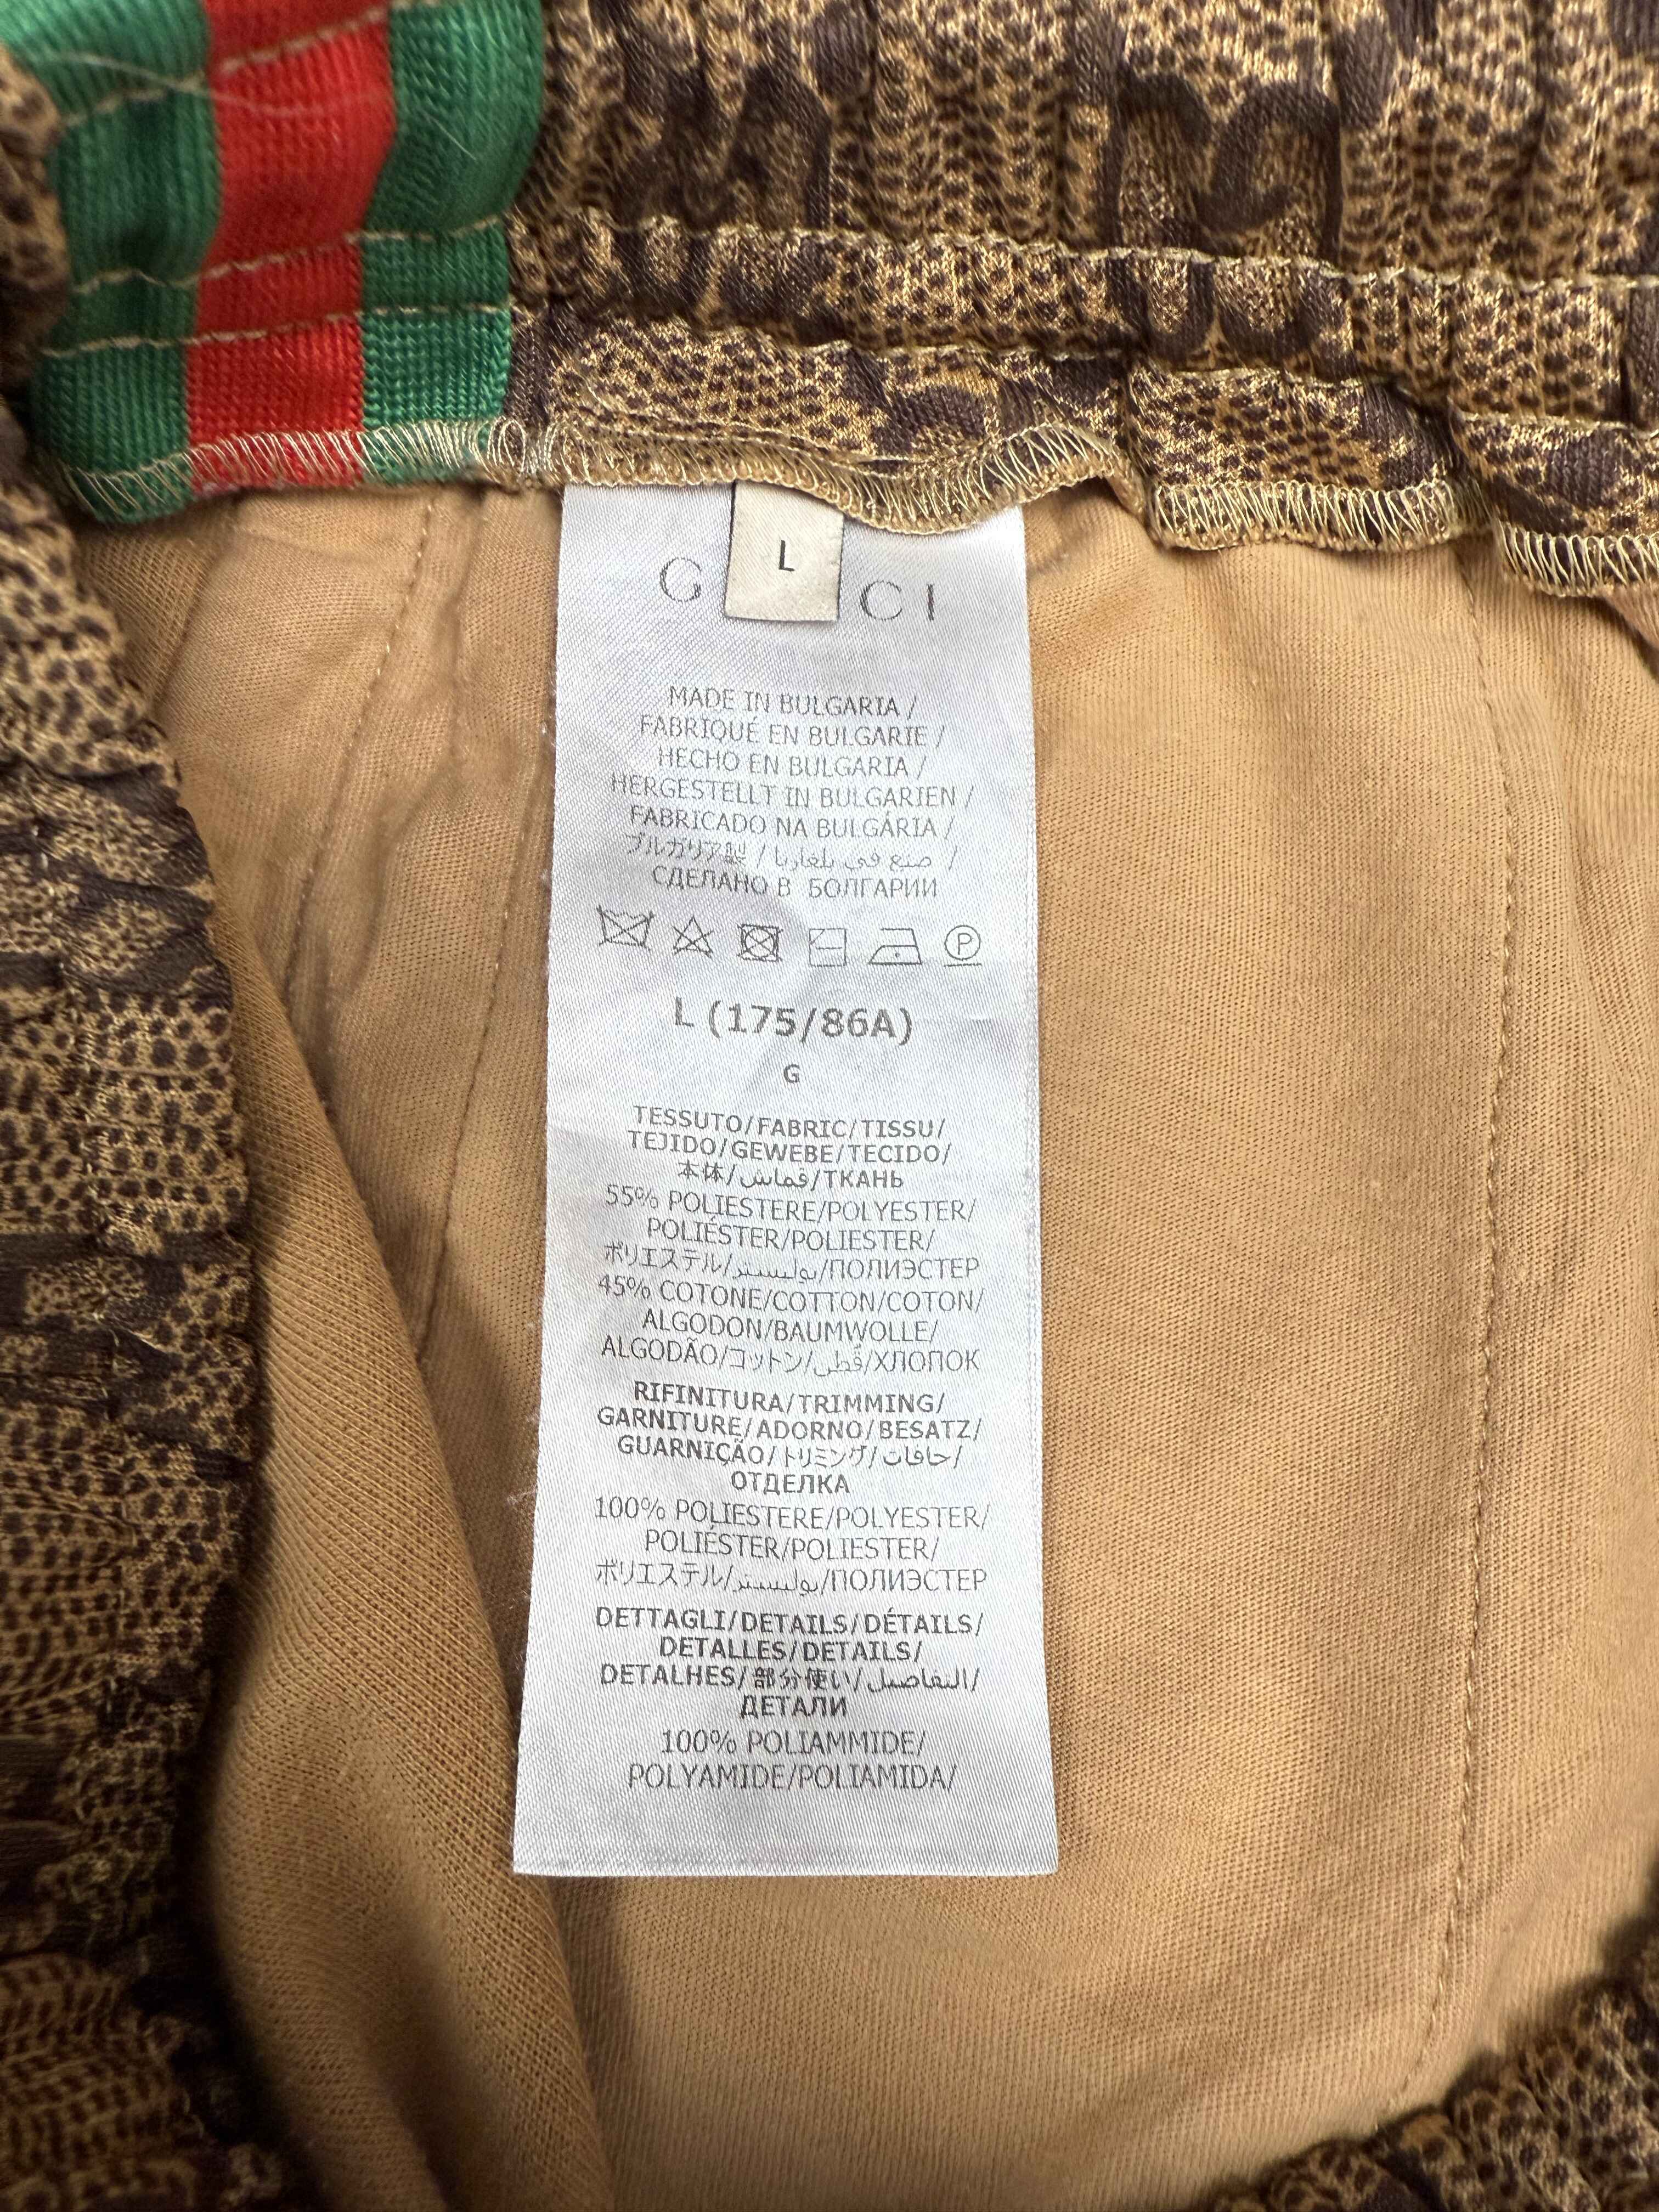 L
G CCI
MADE IN BULGARIA /
FABRIQUÉ EN BULGARIE /
HECHO EN BULGARIA /
HERGESTELLT IN BULGARIEN /
FABRICADO NA BULGÁRIA /
ブルガリア製 / صنع في بلغاريا /
СДЕЛАНО В БОЛГАРИИ
P
L (175/86A)
G
TESSUTO/FABRIC/TISSU/
TEJIDO/GEWEBE/TECIDO/
本体/قماش/ТКАНЬ
55% POLIESTERE/POLYESTER/
POLIÉSTER/POLIESTER/
ポリエステル/بوليستر/ПОЛИЭСТЕР
45% COTONE/COTTON/COTON/
ALGODON/BAUMWOLLE/
ALGODÃO/コットン/قطن/ХЛОПОК
RIFINITURA/TRIMMING/
GARNITURE/ADORNO/BESATZ/
GUARNIÇÃO/トリミング/حافات/
ОТДЕЛКА
100% POLIESTERE/POLYESTER/
POLIÉSTER/POLIESTER/
ポリエステル/بوليستر/ПОЛИЭСТЕР
DETTAGLI/DETAILS/DÉTAILS/
DETALLES/DETAILS/
DETALHES/部分使い/التفاصيل/
ДЕТАЛИ
100% POLIAMMIDE/
POLYAMIDE/POLIAMIDA/